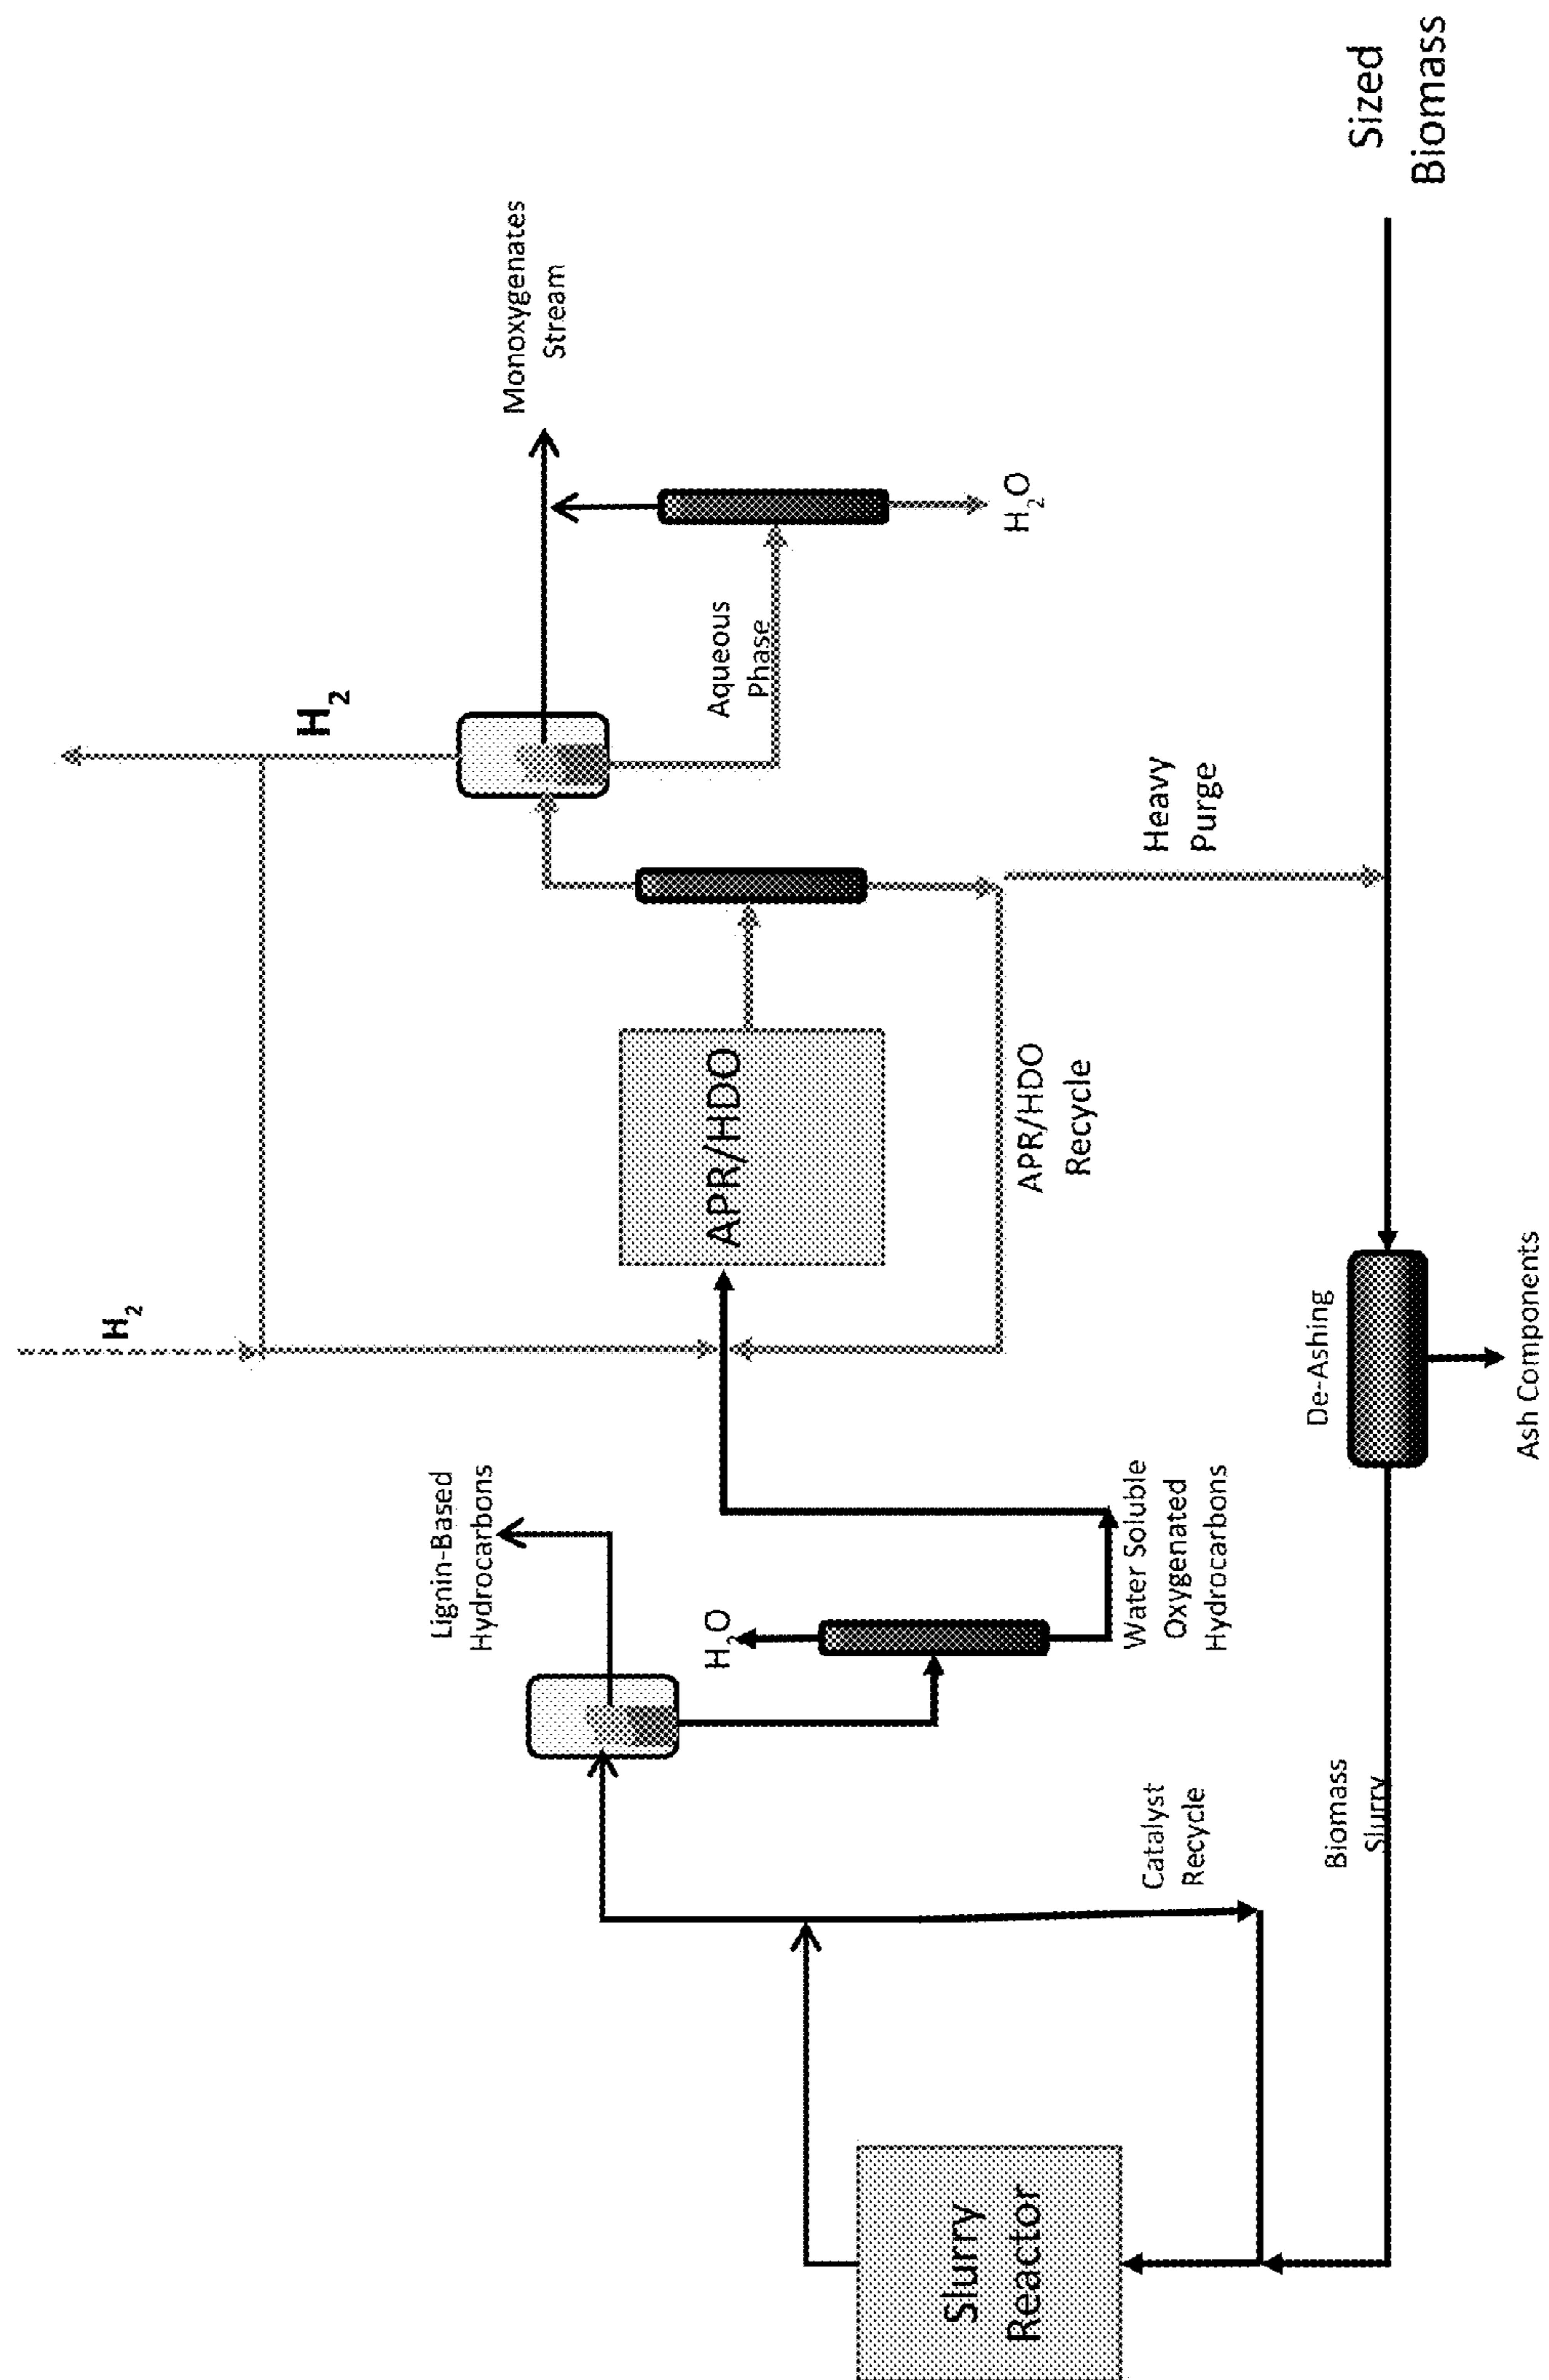 H2
H2
Lignin-Based
Hydrocarbons
Monoxygenates
Stream
H2O
APR/HDO
Aqueous
Phase
H2O
Slurry
Reactor
Catalyst
Recycle
Water Soluble
Oxygenated
Hydrocarbons
APR/HDO
Recycle
Heavy
Purge
Biomass
Slurry
De-Ashing
Ash Components
Sized
Biomass